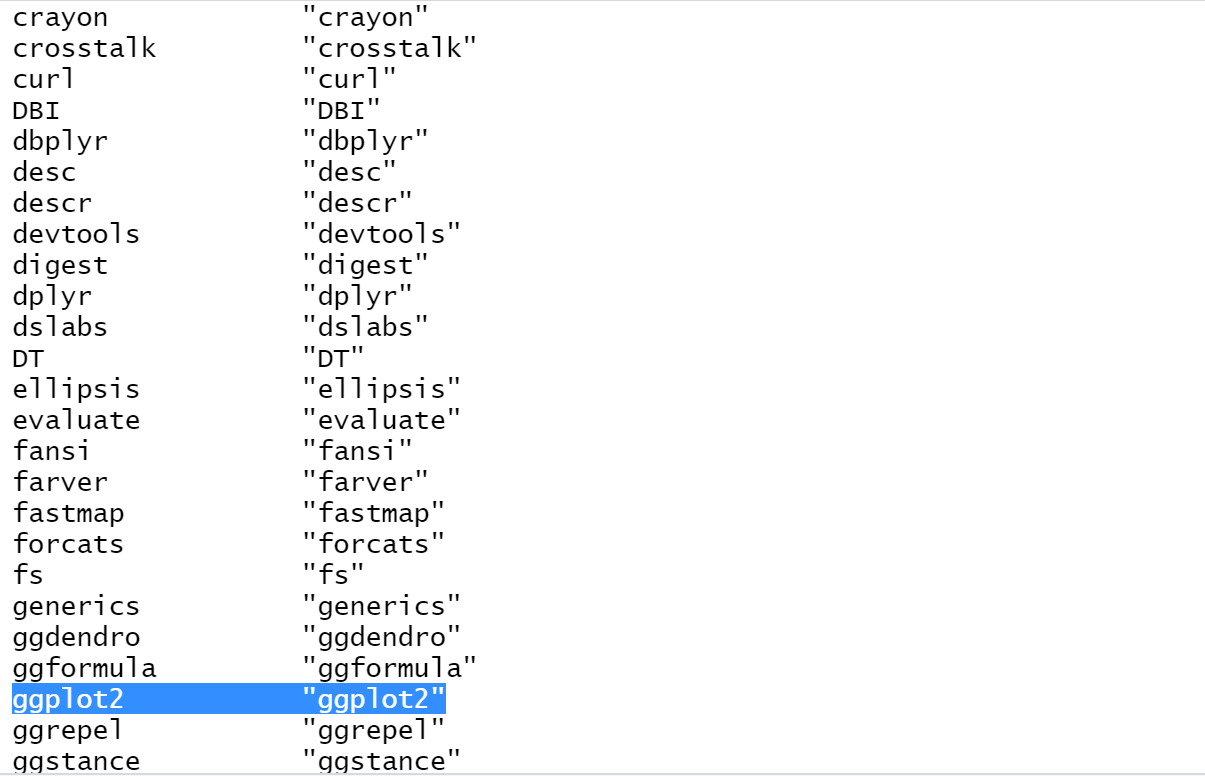 crayon "crayon"
crosstalk "crosstalk"
curl "curl"
DBI "DBI"
dbplyr "dbplyr"
desc "desc"
descr "descr"
devtools "devtools"
digest "digest"
dplyr "dplyr"
dslabs "dslabs"
DT "DT"
ellipsis "ellipsis"
evaluate "evaluate"
fansi "fansi"
farver "farver"
fastmap "fastmap"
forcats "forcats"
fs "fs"
generics "generics"
ggdendro "ggdendro"
ggformula "ggformula"
ggplot2 "ggplot2"
ggrepel "ggrepel"
ggstance "ggstance"